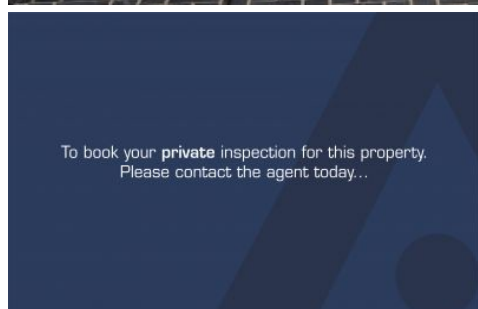 To book your private inspection for this property.
Please contact the agent today...